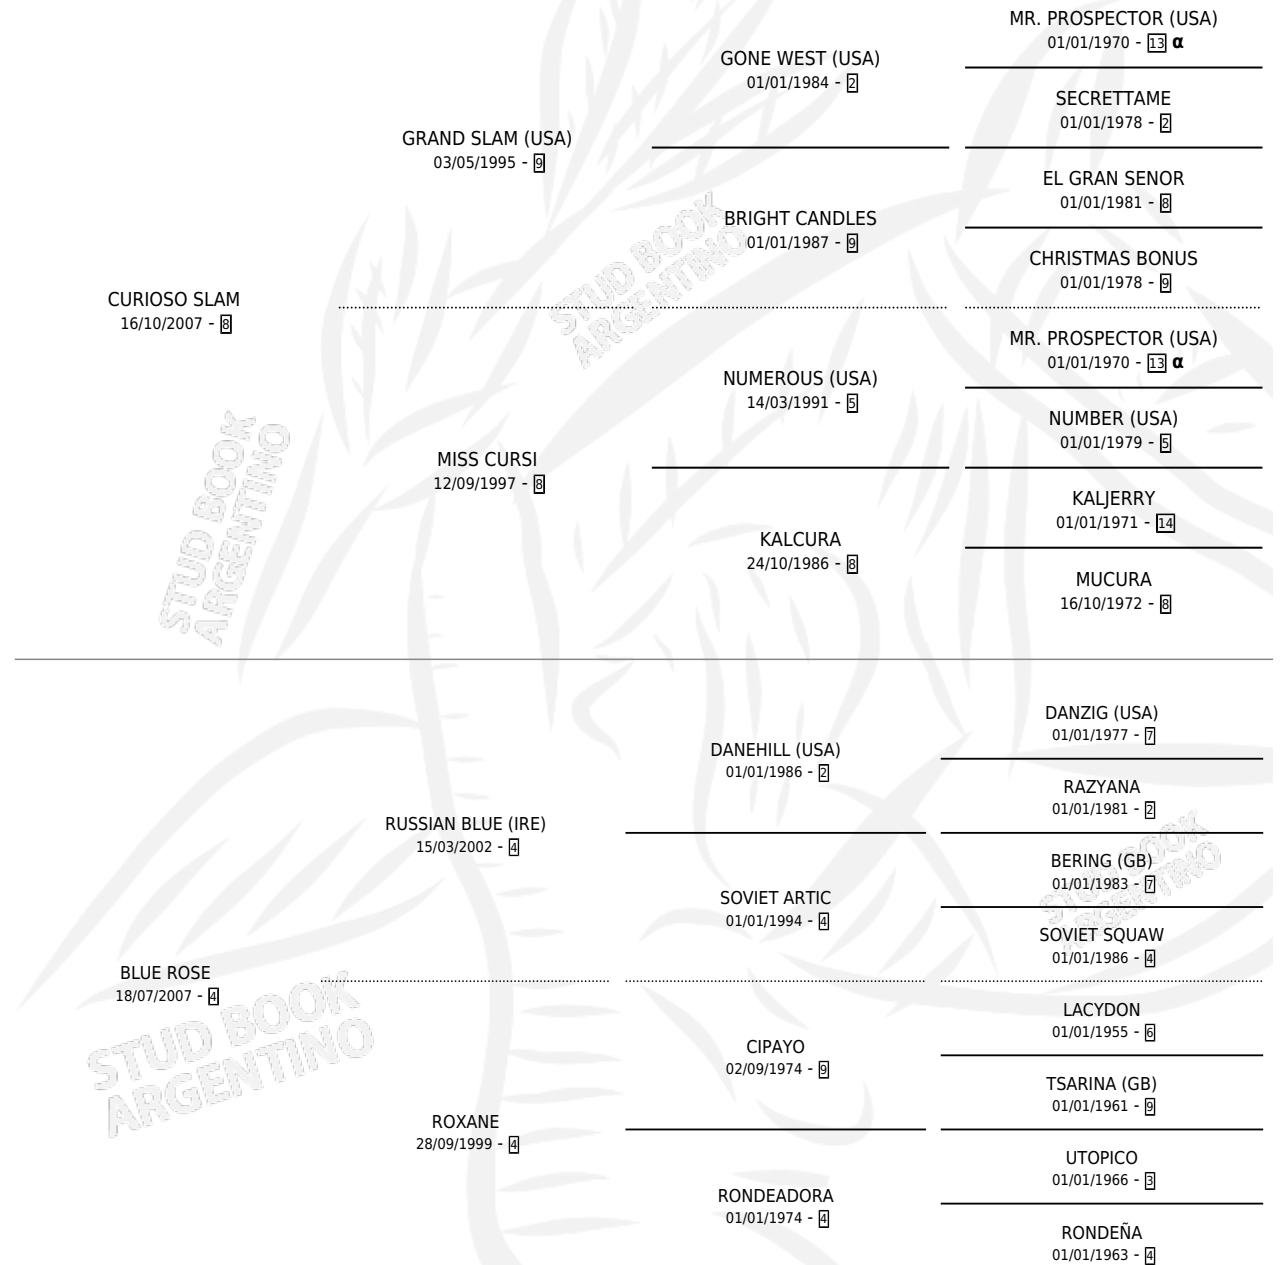 MR. PROSPECTOR (USA)
01/01/1970 - 13 α
GONE WEST (USA)
01/01/1984 - 2
SECRETTAME
01/01/1978 - 2
GRAND SLAM (USA)
03/05/1995 - 9
EL GRAN SENOR
01/01/1981 - 8
BRIGHT CANDLES
01/01/1987 - 9
CHRISTMAS BONUS
01/01/1978 - 9
CURIOSO SLAM
16/10/2007 - 8
MR. PROSPECTOR (USA)
01/01/1970 - 13 α
NUMEROUS (USA)
14/03/1991 - 5
NUMBER (USA)
01/01/1979 - 5
MISS CURSI
12/09/1997 - 8
KALJERRY
01/01/1971 - 14
KALCURA
24/10/1986 - 8
MUCURA
16/10/1972 - 8
DANZIG (USA)
01/01/1977 - 7
DANEHILL (USA)
01/01/1986 - 2
RAZYANA
01/01/1981 - 2
RUSSIAN BLUE (IRE)
15/03/2002 - 4
BERING (GB)
01/01/1983 - 7
SOVIET ARTIC
01/01/1994 - 4
SOVIET SQUAW
01/01/1986 - 4
BLUE ROSE
18/07/2007 - 4
LACYDON
01/01/1955 - 6
CIPAYO
02/09/1974 - 9
TSARINA (GB)
01/01/1961 - 9
ROXANE
28/09/1999 - 4
UTOPICO
01/01/1966 - 3
RONDEADORA
01/01/1974 - 4
RONDEÑA
01/01/1963 - 4
STUD BOOK
ARGENTINO
STUD BOOK
ARGENTINO
STUD BOOK
ARGENTINO
STUD BOOK
ARGENTINO